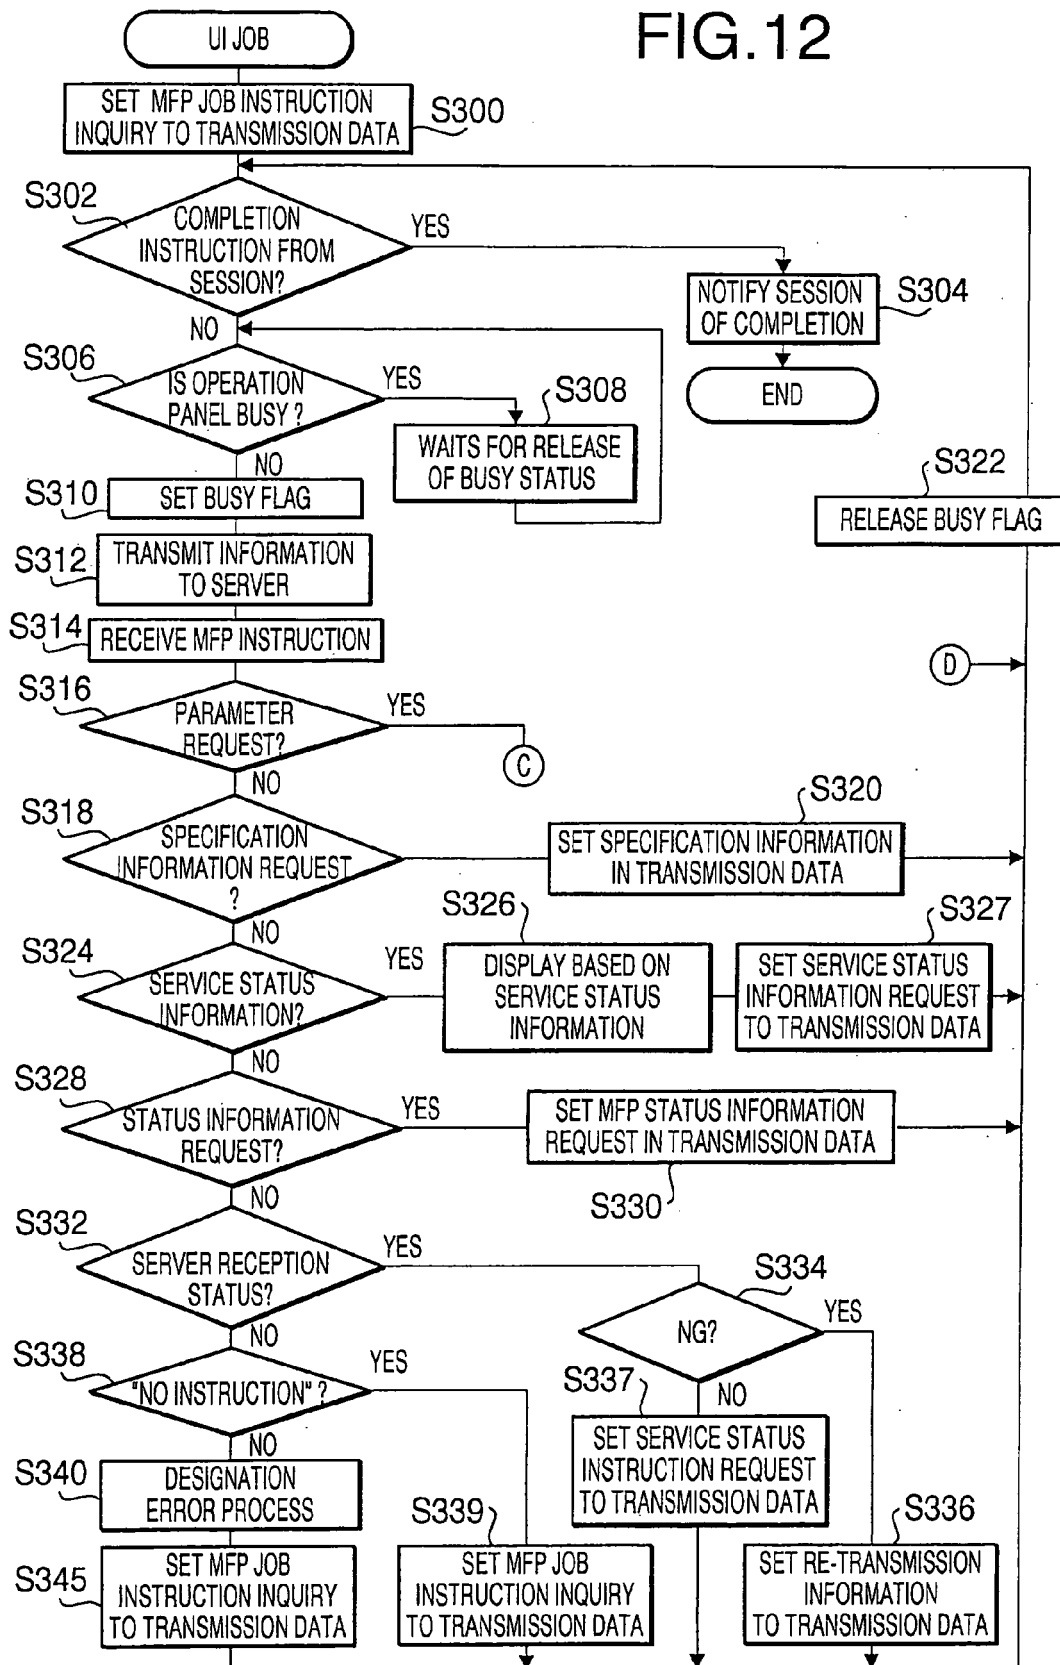 FIG.12
UI JOB
SET MFP JOB INSTRUCTION
INQUIRY TO TRANSMISSION DATA
S300
S302
COMPLETION
INSTRUCTION FROM
SESSION?
YES
NO
NOTIFY SESSION
OF COMPLETION
S304
END
S306
IS OPERATION
PANEL BUSY ?
YES
NO
S308
WAITS FOR RELEASE
OF BUSY STATUS
S310
SET BUSY FLAG
S322
RELEASE BUSY FLAG
S312
TRANSMIT INFORMATION
TO SERVER
S314
RECEIVE MFP INSTRUCTION
D
S316
PARAMETER
REQUEST?
YES
C
NO
S318
SPECIFICATION
INFORMATION REQUEST
?
NO
S320
SET SPECIFICATION INFORMATION
IN TRANSMISSION DATA
S324
SERVICE STATUS
INFORMATION?
YES
NO
S326
DISPLAY BASED ON
SERVICE STATUS
INFORMATION
S327
SET SERVICE STATUS
INFORMATION REQUEST
TO TRANSMISSION DATA
S328
STATUS INFORMATION
REQUEST?
YES
NO
SET MFP STATUS INFORMATION
REQUEST IN TRANSMISSION DATA
S330
S332
SERVER RECEPTION
STATUS?
YES
NO
S334
NG?
YES
NO
S338
"NO INSTRUCTION" ?
YES
NO
S337
SET SERVICE STATUS
INSTRUCTION REQUEST
TO TRANSMISSION DATA
S340
DESIGNATION
ERROR PROCESS
S345
SET MFP JOB
INSTRUCTION INQUIRY
TO TRANSMISSION DATA
S339
SET MFP JOB
INSTRUCTION INQUIRY
TO TRANSMISSION DATA
S336
SET RE-TRANSMISSION
INFORMATION
TO TRANSMISSION DATA